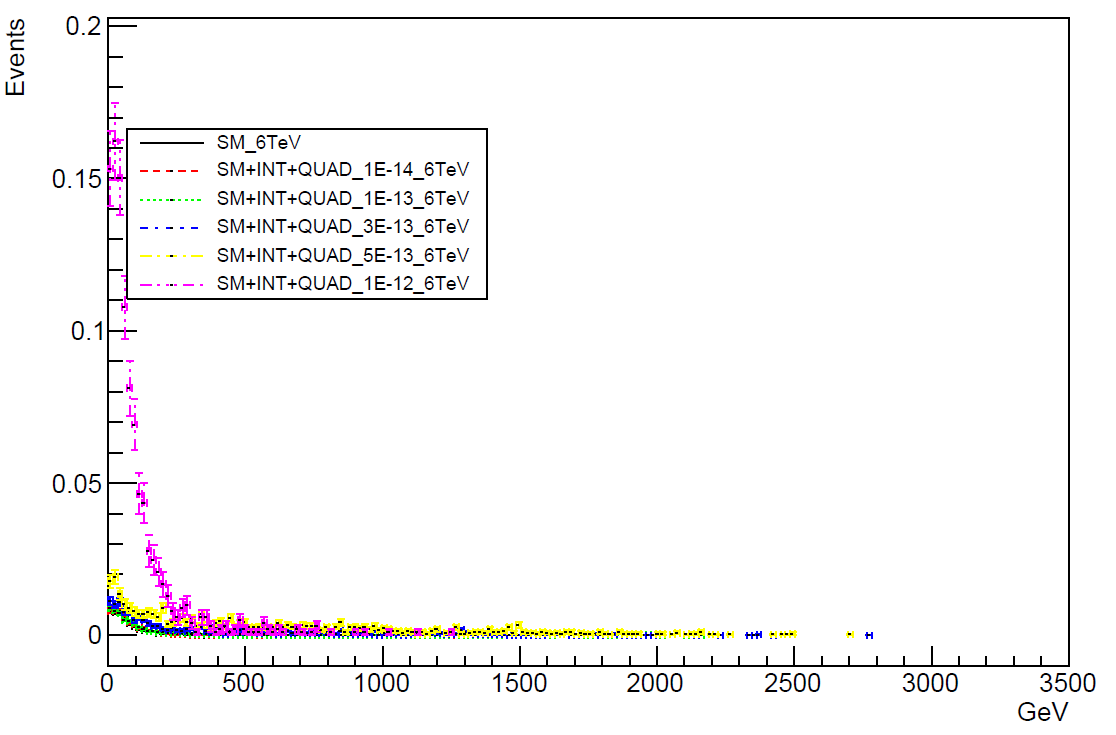 Events
0.2
0.15
0.1
0.05
0
SM_6TeV
SM+INT+QUAD_1E-14_6TeV
SM+INT+QUAD_1E-13_6TeV
SM+INT+QUAD_3E-13_6TeV
SM+INT+QUAD_5E-13_6TeV
SM+INT+QUAD_1E-12_6TeV
0 500 1000 1500 2000 2500 3000 3500
GeV